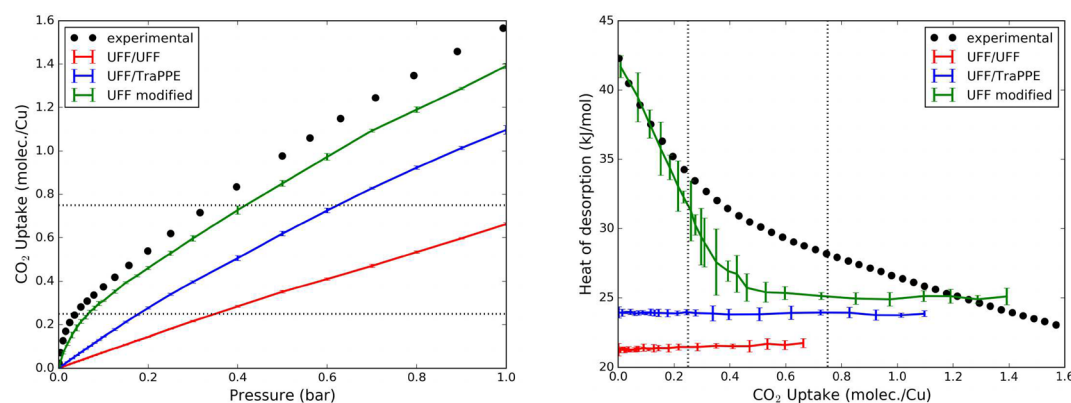 1.6
1.4
1.2
1.0
0.8
0.6
0.4
0.2
0.0
CO₂ Uptake (molec./Cu)
experimental
UFF/UFF
UFF/TraPPE
UFF modified
0.0 0.2 0.4 0.6 0.8 1.0
Pressure (bar)
45
40
35
30
25
20
Heat of desorption (kJ/mol)
experimental
UFF/UFF
UFF/TraPPE
UFF modified
0.0 0.2 0.4 0.6 0.8 1.0 1.2 1.4 1.6
CO₂ Uptake (molec./Cu)